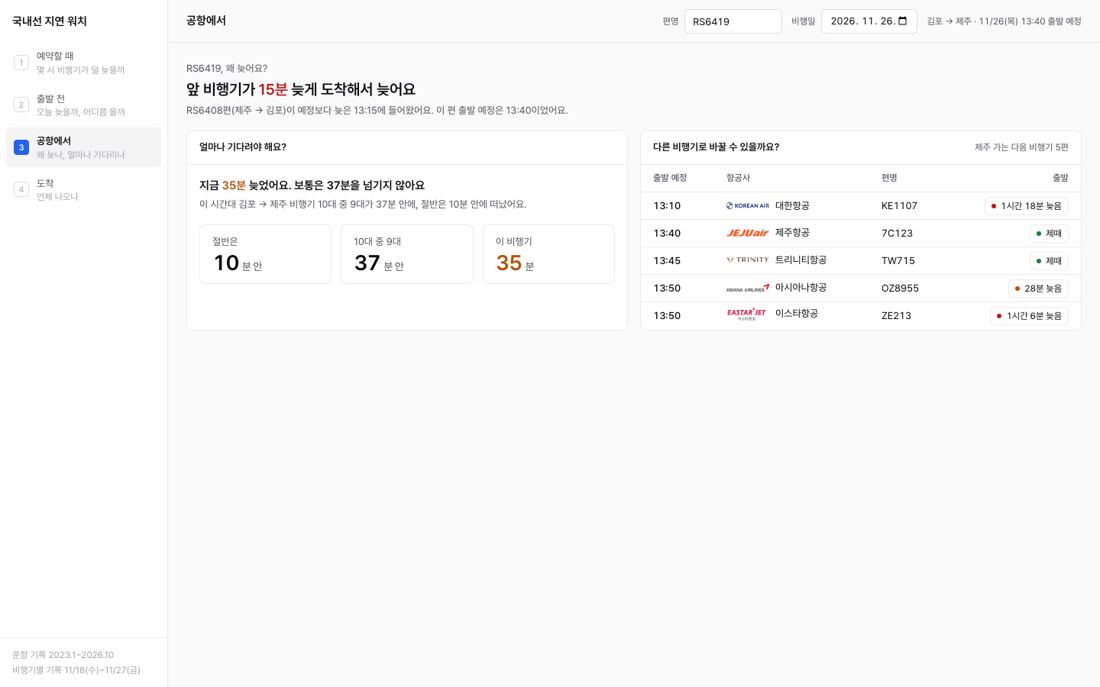 국내선 지연 워치
1 예약할 때
몇 시 비행기가 덜 늦을까
2 출발 전
오늘 늦을까, 어디쯤 올까
3 공항에서
왜 늦나, 얼마나 기다리나
4 도착
언제 나오나
운항 기록 2023.1~2026.10
비행기별 기록 11/18(수)~11/27(금)
공항에서
편명 RS6419 비행일 2026. 11. 26. 김포 → 제주 · 11/26(목) 13:40 출발 예정
RS6419, 왜 늦어요?
앞 비행기가 15분 늦게 도착해서 늦어요
RS6408편(제주 → 김포)이 예정보다 늦은 13:15에 들어왔어요. 이 편 출발 예정은 13:40이었어요.
얼마나 기다려야 해요?
지금 35분 늦었어요. 보통은 37분을 넘기지 않아요
이 시간대 김포 → 제주 비행기 10대 중 9대가 37분 안에, 절반은 10분 안에 떠났어요.
절반은
10 분 안
10대 중 9대
37 분 안
이 비행기
35 분
다른 비행기로 바꿀 수 있을까요? 제주 가는 다음 비행기 5편
출발 예정 항공사 편명 출발
13:10 KOREAN AIR 대한항공 KE1107 1시간 18분 늦음
13:40 JEJUair 제주항공 7C123 제때
13:45 TRINITY 트리니티항공 TW715 제때
13:50 ASIANA AIRLINES 아시아나항공 OZ8955 28분 늦음
13:50 EASTAR JET 이스타항공 이스타항공 ZE213 1시간 6분 늦음